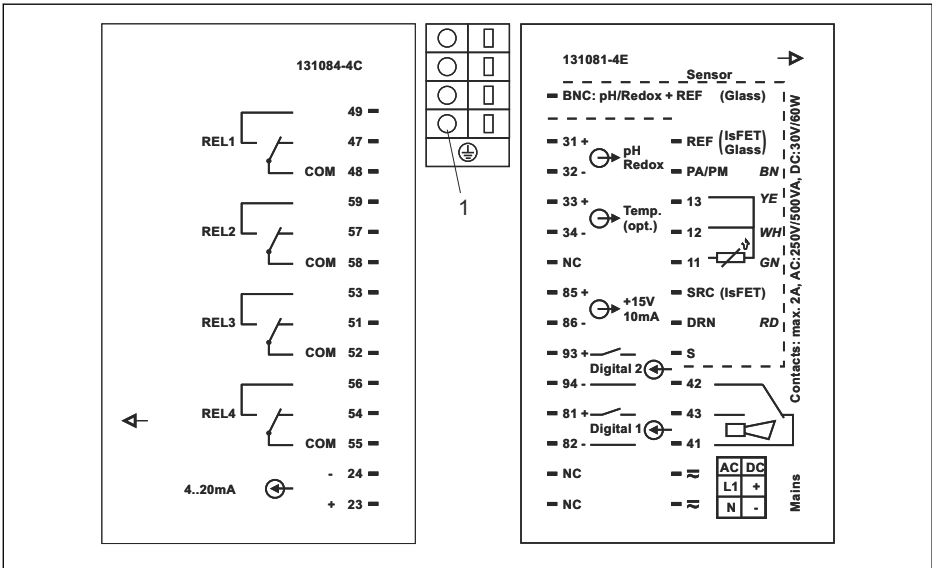 131084-4C
49
REL1 47
COM 48
59
REL2 57
COM 58
53
REL3 51
COM 52
56
REL4 54
COM 55
- 24
4..20mA
+ 23
1
131081-4E
Sensor
BNC: pH/Redox + REF (Glass)
31 +
pH
Redox
32 -
REF (IsFET
Glass)
PA/PM BN
33 +
Temp.
(opt.)
34 -
13 YE
12 WH
NC
11 GN
85 +
+15V
10mA
86 -
SRC (IsFET)
DRN RD
93 +
Digital 2
94 -
S
42
81 +
Digital 1
82 -
43
41
NC
NC
AC DC
L1 +
N -
Mains
Contacts: max. 2A, AC:250V/500VA, DC:30V/60W